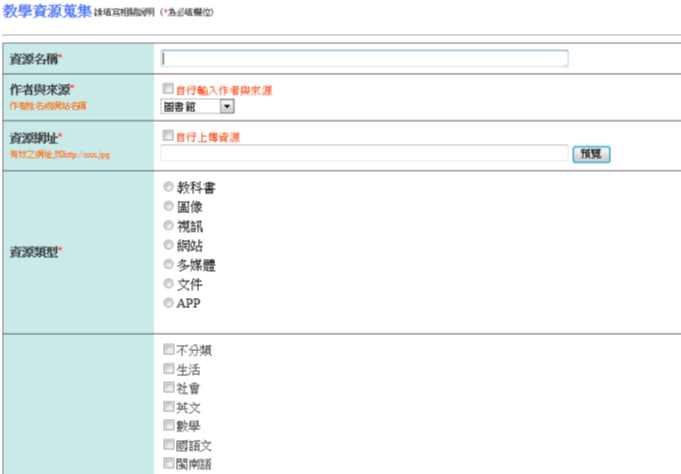 教學資源蒐集 請填寫相關說明 (*為必填欄位)
資源名稱*
作者與來源*
自行輸入作者與來源
作者姓名或網站名稱
圖書館
資源網址*
自行上傳資源
有效之網址,如http://xxx.jpg
預覽
教科書
圖像
視訊
網站
資源類型*
多媒體
文件
APP
不分類
生活
社會
英文
數學
國語文
閩南語